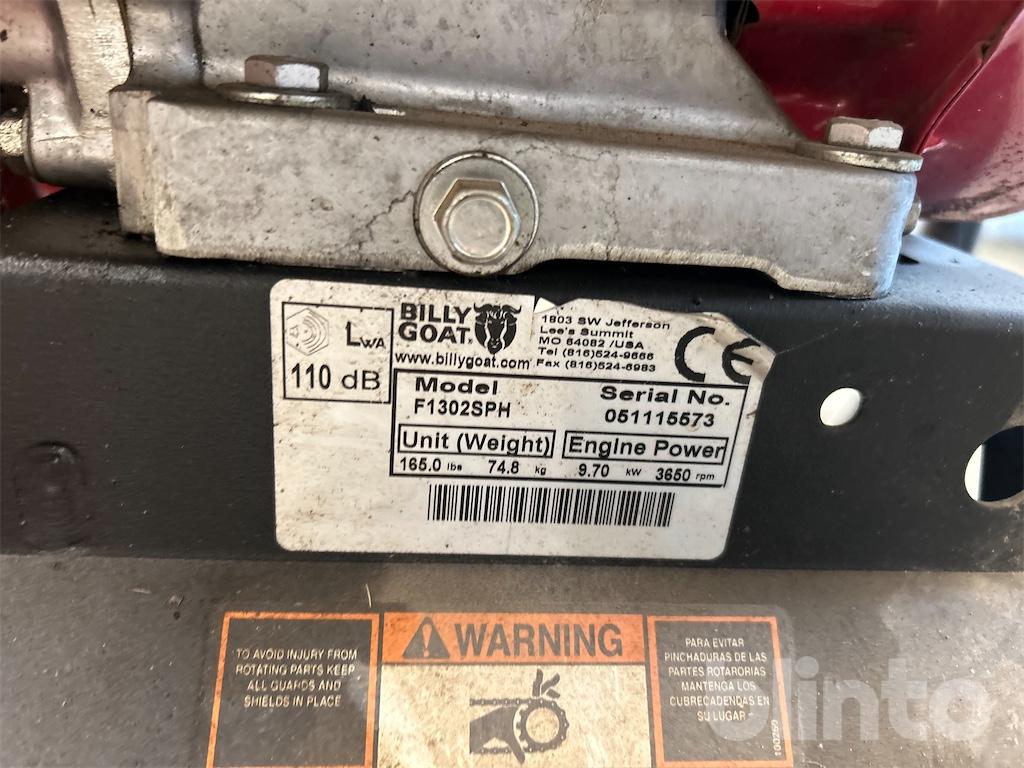 LWA
110 dB
BILLY
GOAT®
www.billygoat.com
1803 SW Jefferson
Lee's Summit
MO 64082 /USA
Tel (816)524-9666
Fax (816)524-6983
CE
Model
F1302SPH
Serial No.
051115573
Unit (Weight)
Engine Power
165.0 lbs 74.8 kg
9.70 kW 3650 rpm
TO AVOID INJURY FROM
ROTATING PARTS KEEP
ALL GUARDS AND
SHIELDS IN PLACE
WARNING
PARA EVITAR
PINCHADURAS DE LAS
PARTES ROTARORIAS
MANTENGA LOS
CUBRECADENDAS EN
SU LUGAR
100260
blinto